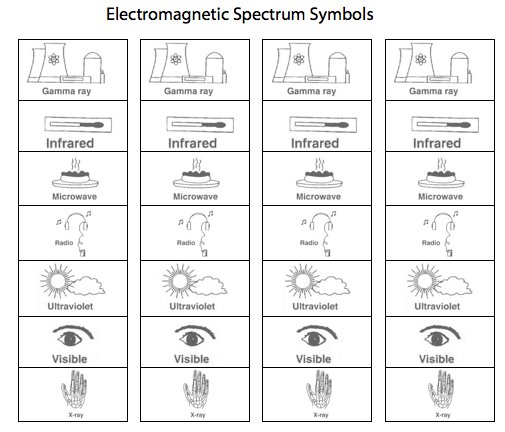 Electromagnetic Spectrum Symbols
Gamma ray Gamma ray Gamma ray Gamma ray
Infrared Infrared Infrared Infrared
Microwave Microwave Microwave Microwave
Radio Radio Radio Radio
Ultraviolet Ultraviolet Ultraviolet Ultraviolet
Visible Visible Visible Visible
X-ray X-ray X-ray X-ray